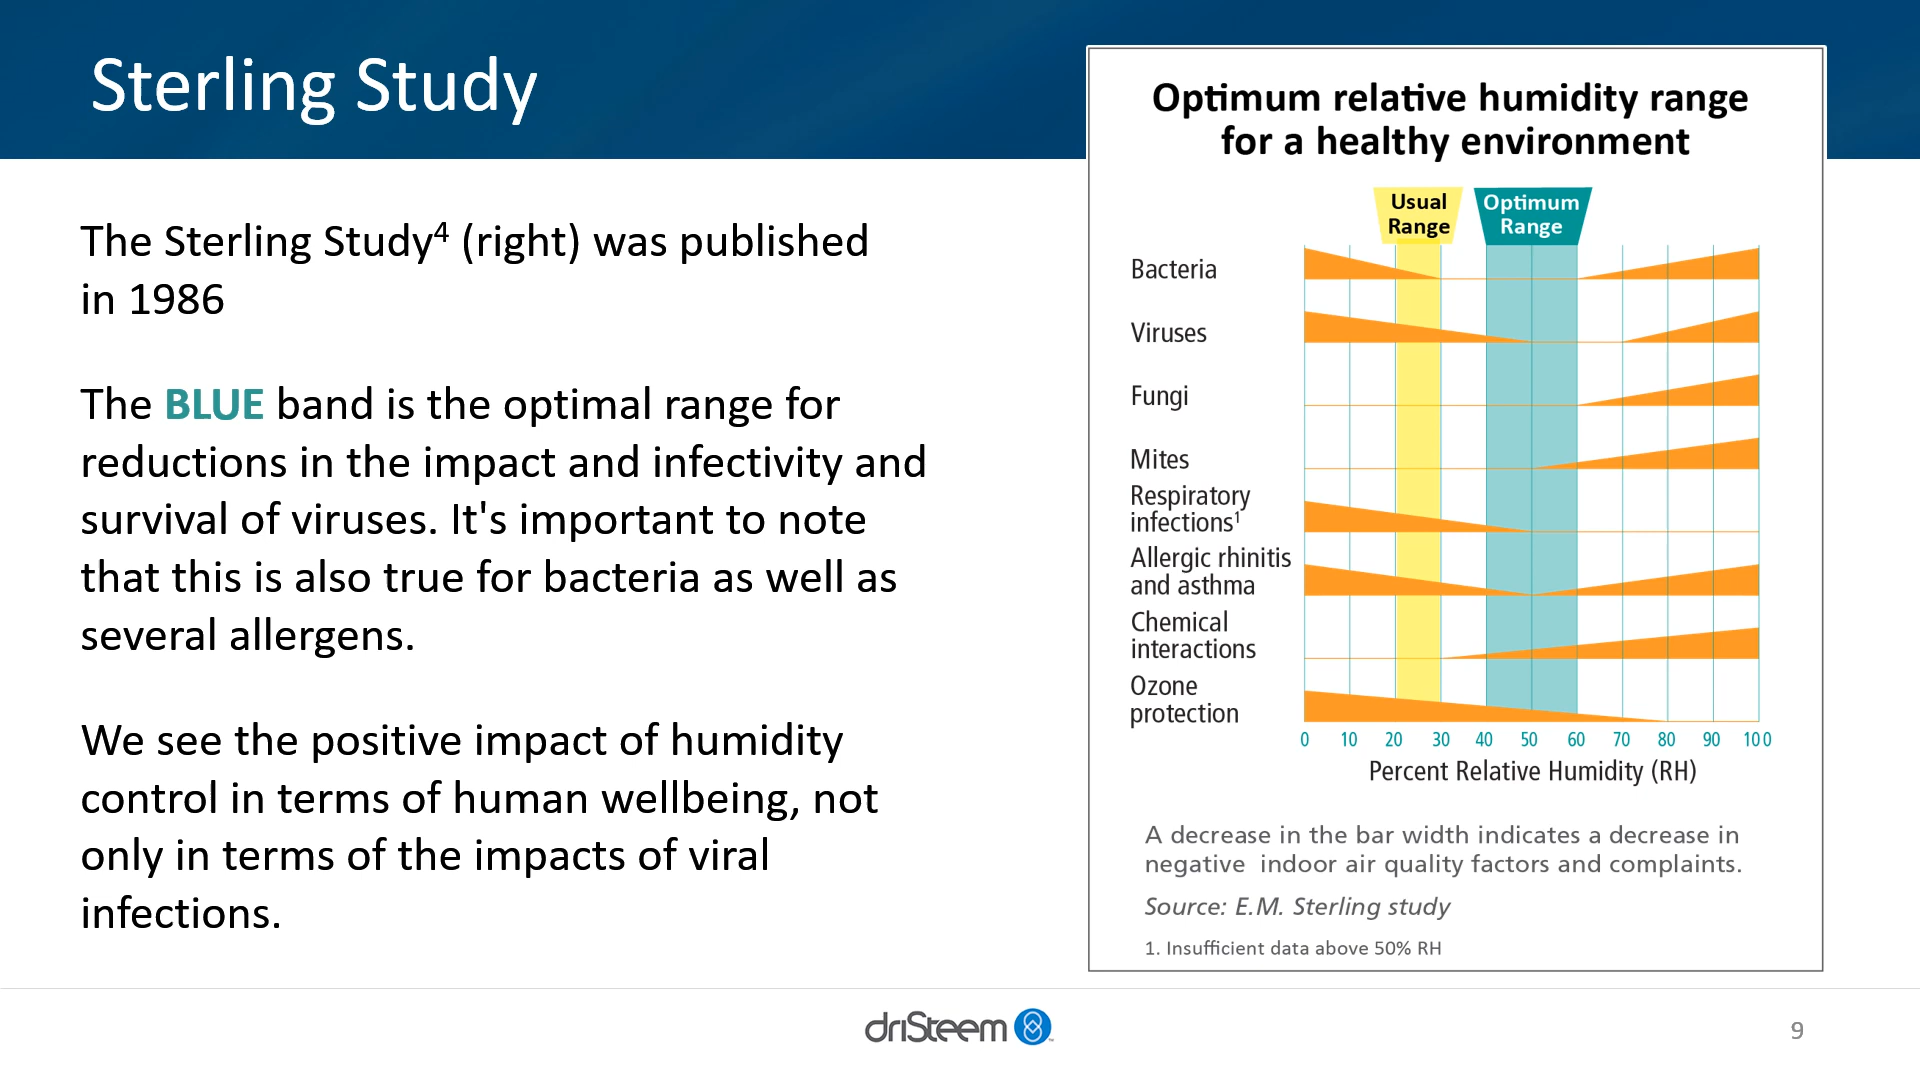 Sterling Study
The Sterling Study⁴ (right) was published
in 1986
The BLUE band is the optimal range for
reductions in the impact and infectivity and
survival of viruses. It's important to note
that this is also true for bacteria as well as
several allergens.
We see the positive impact of humidity
control in terms of human wellbeing, not
only in terms of the impacts of viral
infections.
Optimum relative humidity range
for a healthy environment
Usual
Range
Optimum
Range
Bacteria
Viruses
Fungi
Mites
Respiratory
infections¹
Allergic rhinitis
and asthma
Chemical
interactions
Ozone
protection
0 10 20 30 40 50 60 70 80 90 100
Percent Relative Humidity (RH)
A decrease in the bar width indicates a decrease in
negative indoor air quality factors and complaints.
Source: E.M. Sterling study
1. Insufficient data above 50% RH
driSteem
9